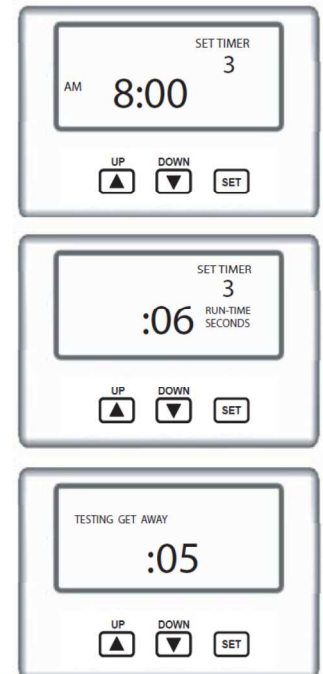 SET TIMER
3
AM 8:00
UP DOWN
SET
SET TIMER
3
:06 RUN-TIME
SECONDS
UP DOWN
SET
TESTING GET AWAY
:05
UP DOWN
SET